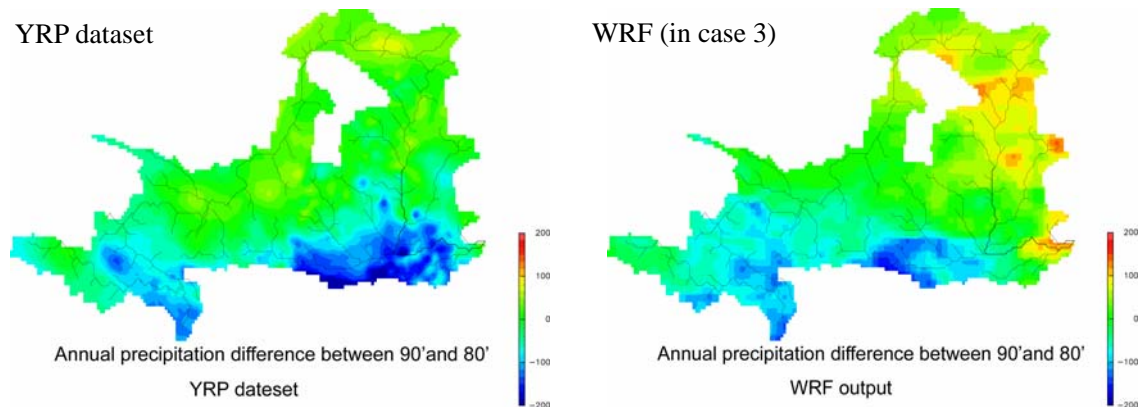 YRP dataset
200
100
0
−100
−200
Annual precipitation difference between 90'and 80'
YRP dateset
WRF (in case 3)
200
100
0
−100
−200
Annual precipitation difference between 90'and 80'
WRF output